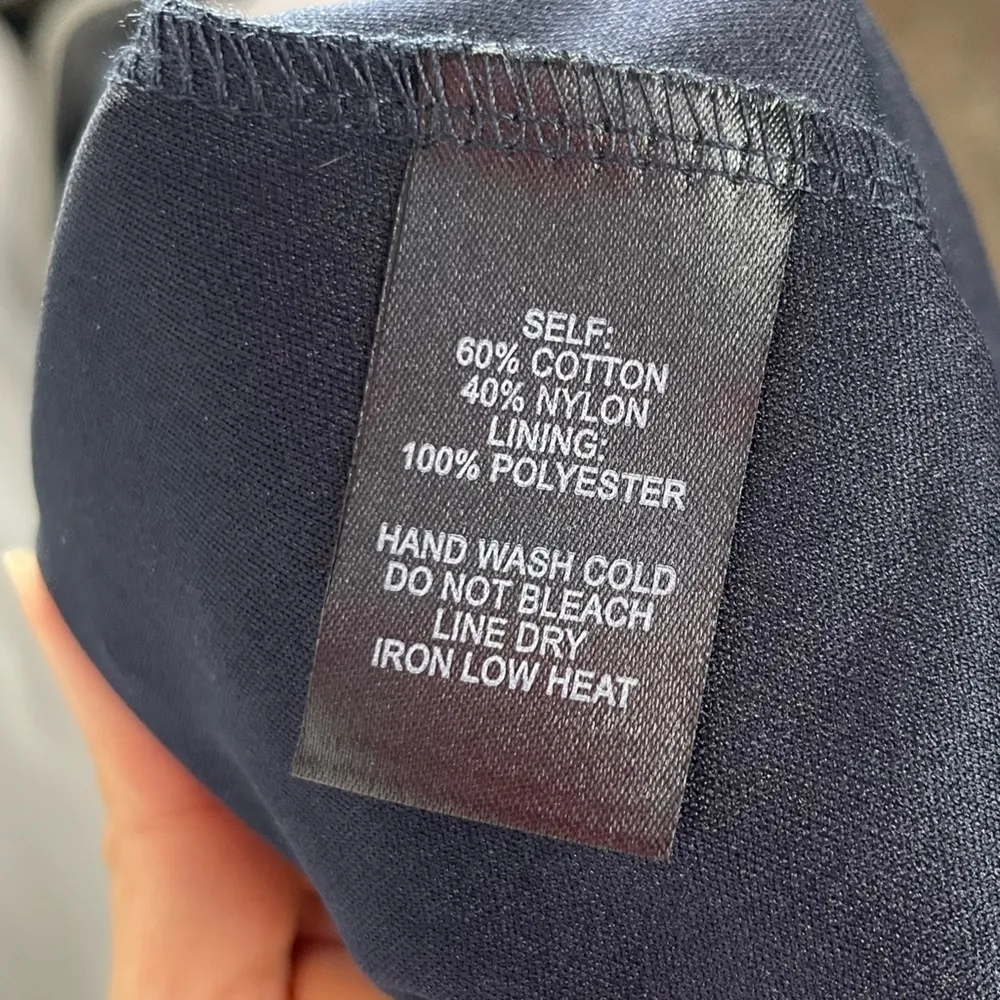 SELF:
60% COTTON
40% NYLON
LINING:
100% POLYESTER
HAND WASH COLD
DO NOT BLEACH
LINE DRY
IRON LOW HEAT